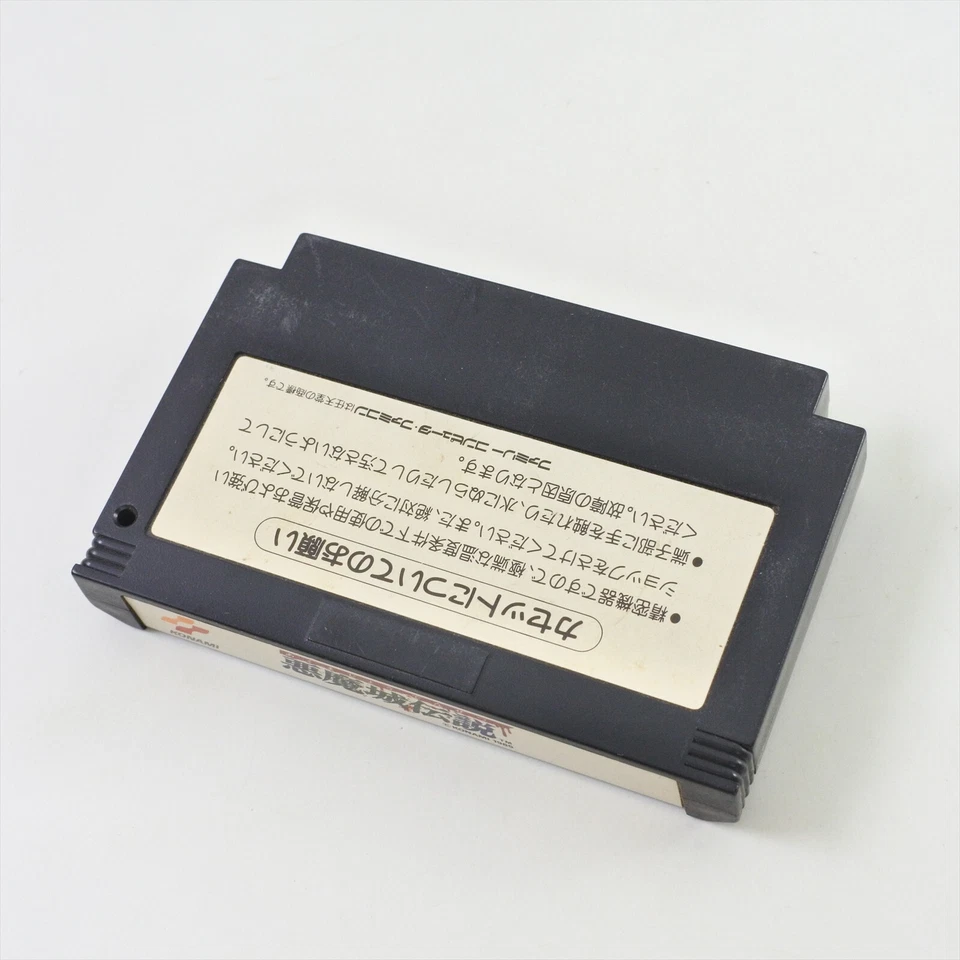 カセットについてのお願い
●精密機器ですので、極端な温度条件下での使用や保管および強い
ショックをさけてください。また、絶対に分解しないでください。
●端子部に手を触れたり、水にぬらしたりして汚さないようにして
ください。故障の原因となります。
ファミリーコンピュータ・ファミコンは任天堂の商標です。
KONAMI
悪魔城